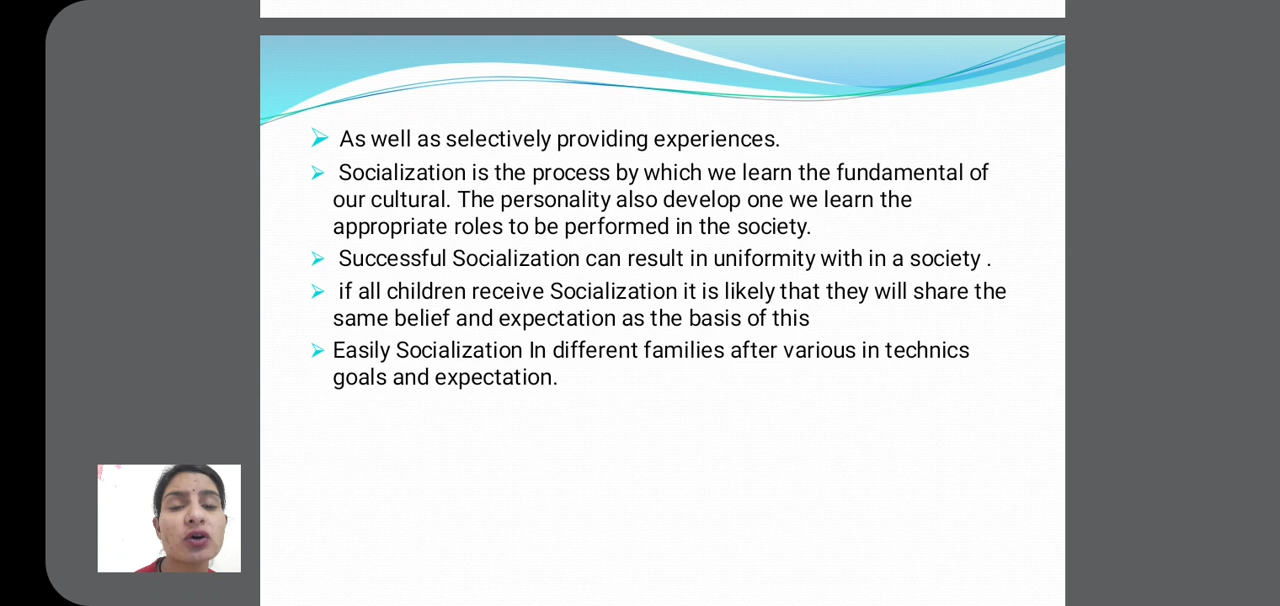 As well as selectively providing experiences.
Socialization is the process by which we learn the fundamental of
our cultural. The personality also develop one we learn the
appropriate roles to be performed in the society.
Successful Socialization can result in uniformity with in a society .
if all children receive Socialization it is likely that they will share the
same belief and expectation as the basis of this
Easily Socialization In different families after various in technics
goals and expectation.